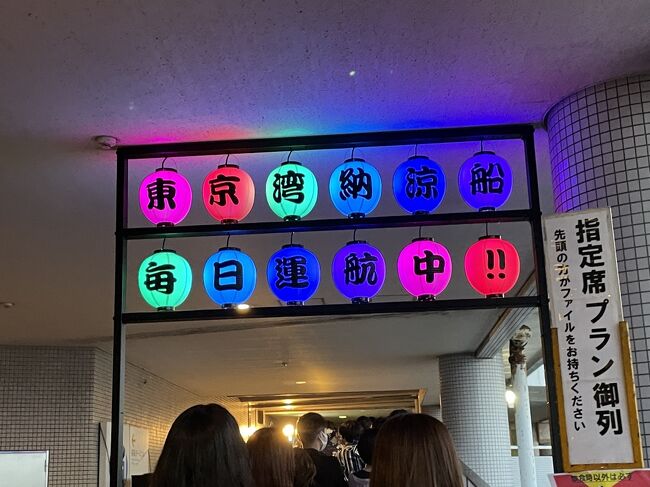 東京湾納涼船
毎日運航中!!
指定席プラン御列
先頭の方がファイルをお持ちください